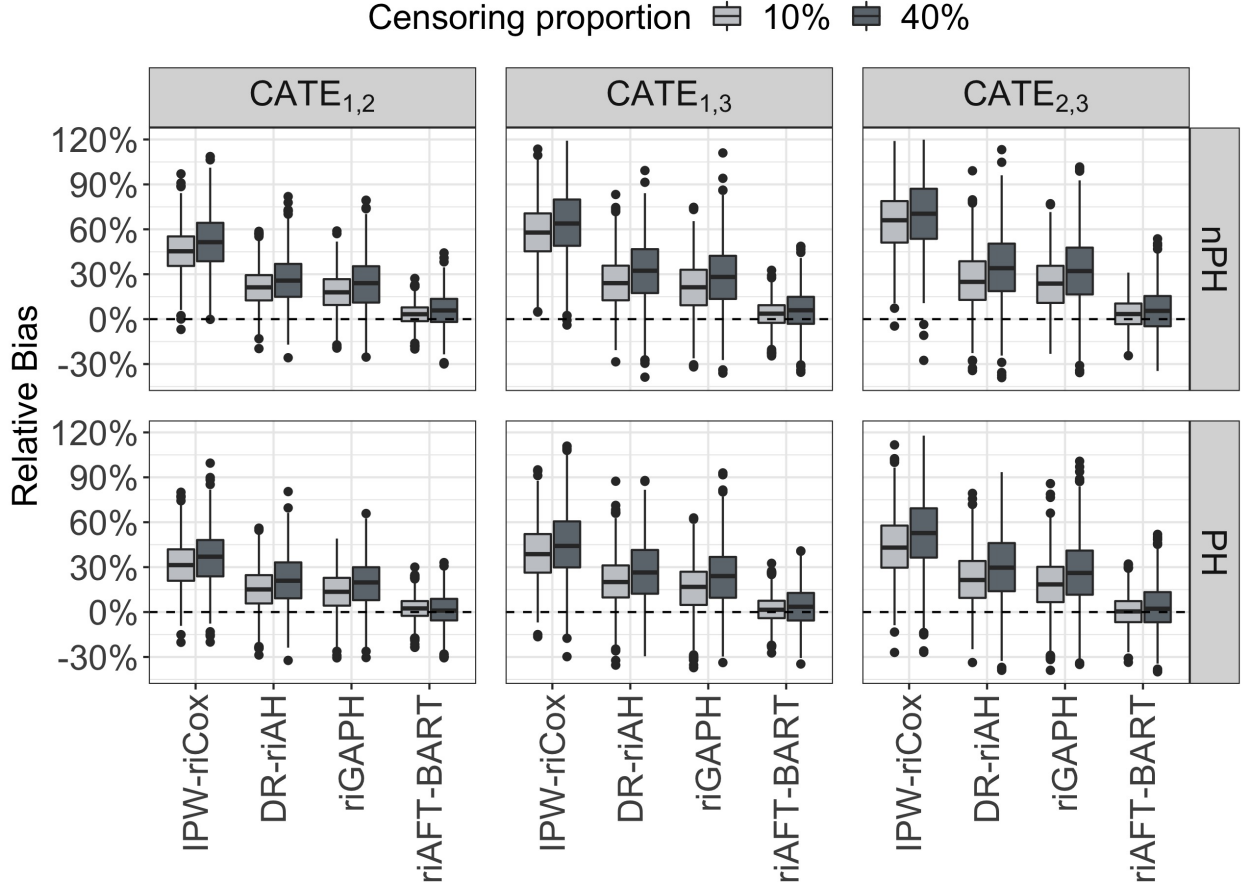 Censoring proportion 10% 40%
CATE1,2 CATE1,3 CATE2,3
Relative Bias
120%
90%
60%
30%
0%
-30%
nPH
120%
90%
60%
30%
0%
-30%
PH
IPW-riCox DR-riAH riGAPH riAFT-BART IPW-riCox DR-riAH riGAPH riAFT-BART IPW-riCox DR-riAH riGAPH riAFT-BART